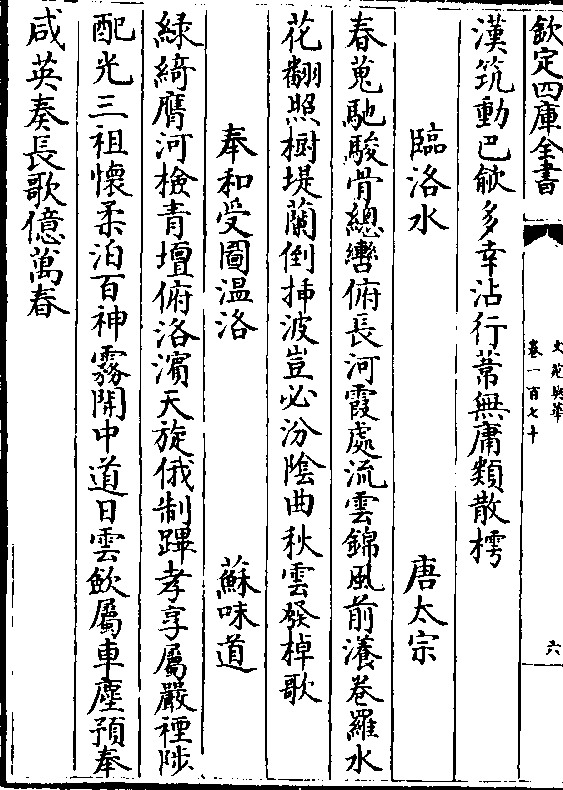 欽定四庫全書
文苑英華
卷一百七十
六
漢筑動巴歈多幸沾行葦無庸類散樗
臨洛水
唐太宗
春蒐馳駿骨總轡俯長河霞處流雲錦風前瀁卷羅水
花翻照樹堤蘭倒揷波豈必汾陰曲秋雲發棹歌
奉和受圖温洛
蘇味道
緑綺膺河檢青壇俯洛濱天旋俄制蹕孝享屬嚴禋陟
配光三祖懷柔洎百神霧開中道日雲歛屬車塵預奉
咸英奏長歌億萬春